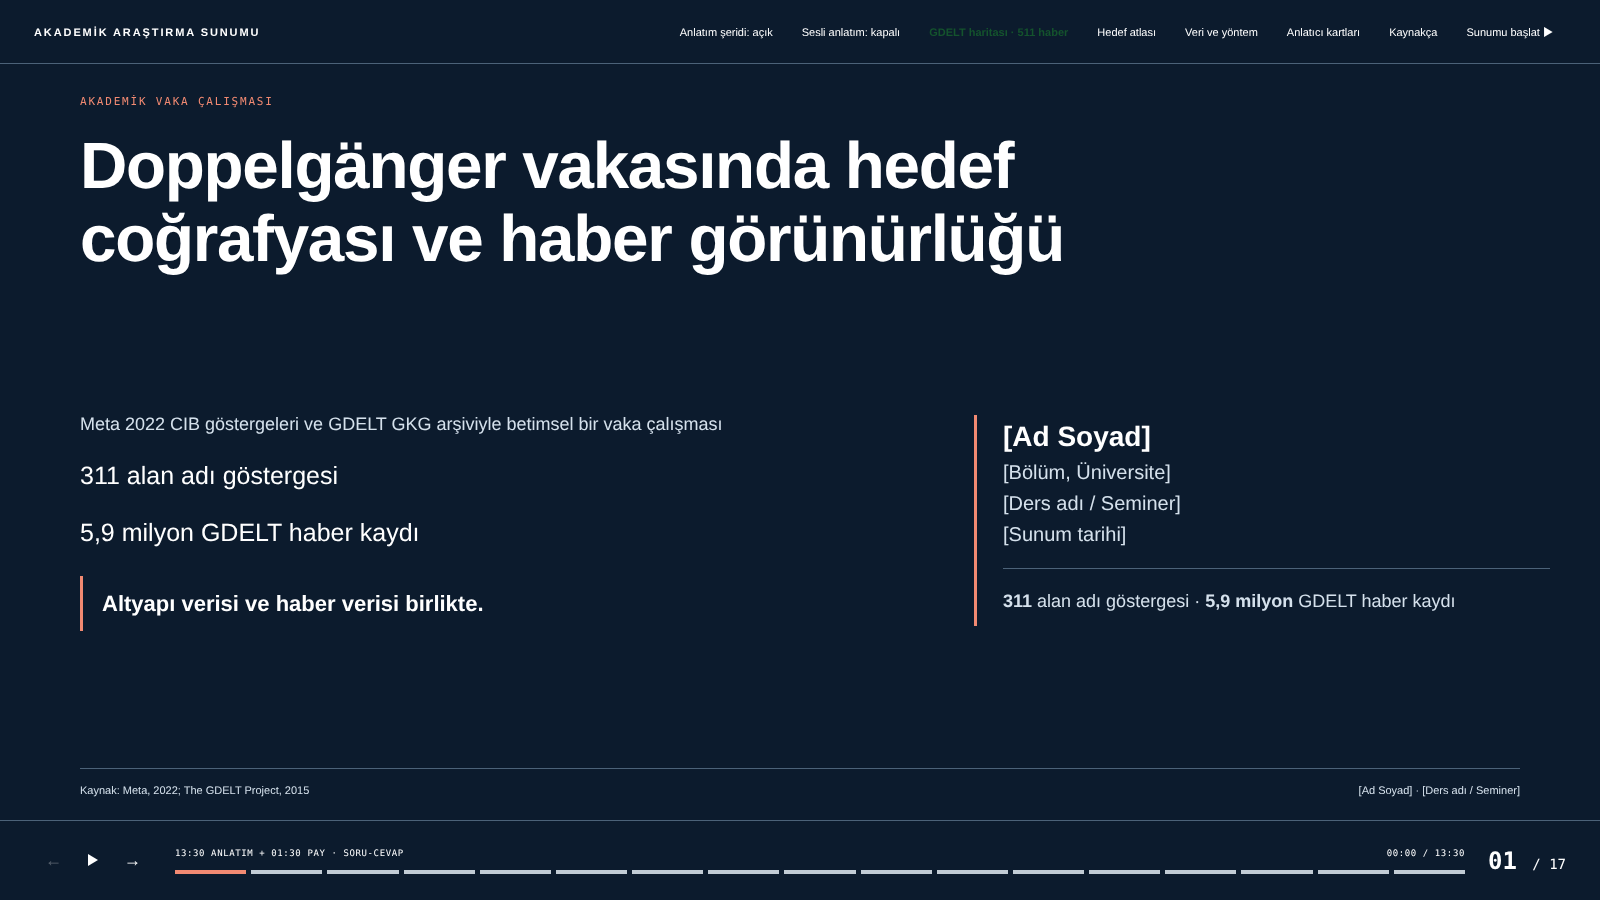 AKADEMİK ARAŞTIRMA SUNUMU
Anlatım şeridi: açık
Sesli anlatım: kapalı
GDELT haritası · 511 haber
Hedef atlası
Veri ve yöntem
Anlatıcı kartları
Kaynakça
Sunumu başlat ▶
AKADEMİK VAKA ÇALIŞMASI
Doppelgänger vakasında hedef
coğrafyası ve haber görünürlüğü
Meta 2022 CIB göstergeleri ve GDELT GKG arşiviyle betimsel bir vaka çalışması
311 alan adı göstergesi
5,9 milyon GDELT haber kaydı
Altyapı verisi ve haber verisi birlikte.
[Ad Soyad]
[Bölüm, Üniversite]
[Ders adı / Seminer]
[Sunum tarihi]
311 alan adı göstergesi · 5,9 milyon GDELT haber kaydı
Kaynak: Meta, 2022; The GDELT Project, 2015
[Ad Soyad] · [Ders adı / Seminer]
← ▶ →
13:30 ANLATIM + 01:30 PAY · SORU-CEVAP
00:00 / 13:30
01 / 17